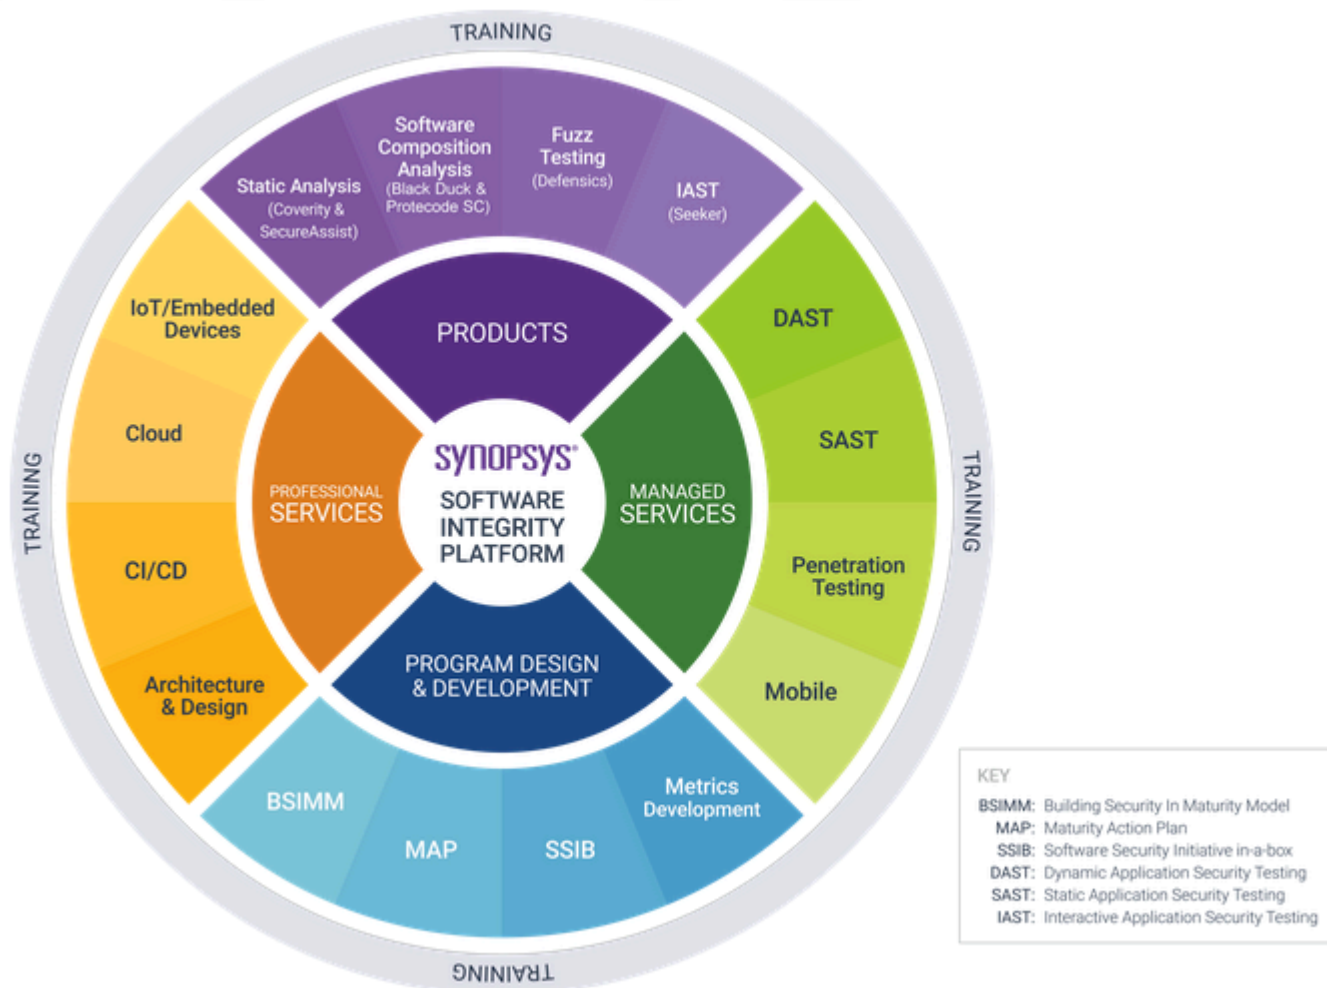 TRAINING
Static Analysis
(Coverity &
SecureAssist)
Software
Composition
Analysis
(Black Duck &
Protecode SC)
Fuzz
Testing
(Defensics)
IAST
(Seeker)
PRODUCTS
IoT/Embedded
Devices
Cloud
CI/CD
Architecture
& Design
PROFESSIONAL
SERVICES
SYNOPSYS®
SOFTWARE
INTEGRITY
PLATFORM
MANAGED
SERVICES
DAST
SAST
Penetration
Testing
Mobile
PROGRAM DESIGN
& DEVELOPMENT
BSIMM
MAP
SSIB
Metrics
Development
TRAINING
TRAINING
TRAINING
KEY
BSIMM: Building Security In Maturity Model
MAP: Maturity Action Plan
SSIB: Software Security Initiative in-a-box
DAST: Dynamic Application Security Testing
SAST: Static Application Security Testing
IAST: Interactive Application Security Testing